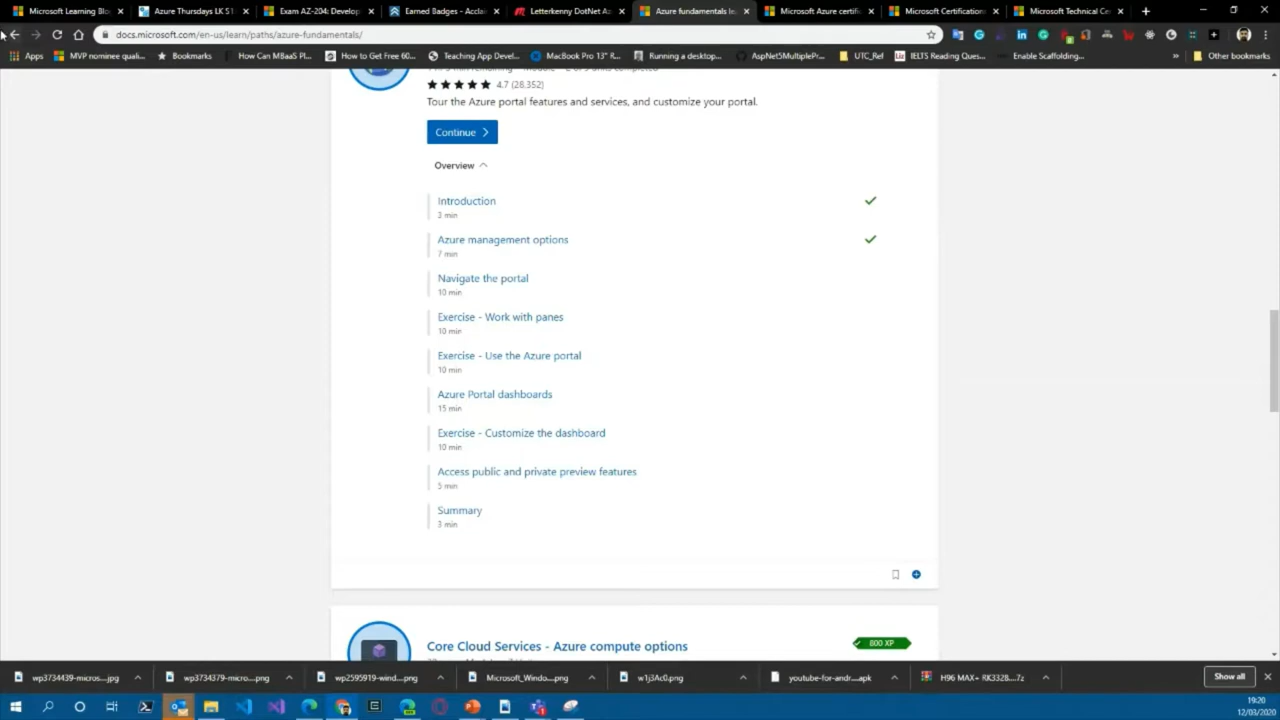 Microsoft Learning Blo
Azure Thursdays LK S1
Exam AZ-204: Develop
Earned Badges - Acclai
Letterkenny DotNet Az
Azure fundamentals le
Microsoft Azure certifi
Microsoft Certification
Microsoft Technical Ce
docs.microsoft.com/en-us/learn/paths/azure-fundamentals/
Apps
MVP nominee quali...
Bookmarks
How Can MBaaS Pl...
How to Get Free 60...
Teaching App Devel...
MacBook Pro 13" R...
Running a desktop...
AspNet5MultiplePr...
UTC_Ref
IELTS Reading Ques...
Enable Scaffolding...
Other bookmarks
4.7 (28,352)
Tour the Azure portal features and services, and customize your portal.
Continue
Overview
Introduction
3 min
Azure management options
7 min
Navigate the portal
10 min
Exercise - Work with panes
10 min
Exercise - Use the Azure portal
10 min
Azure Portal dashboards
15 min
Exercise - Customize the dashboard
10 min
Access public and private preview features
5 min
Summary
3 min
Core Cloud Services - Azure compute options
800 XP
wp3734439-micros....jpg
wp3734379-micro....png
wp2595919-wind....png
Microsoft_Windo....png
w1j3Ac0.png
youtube-for-andr....apk
H96 MAX+ RK3328....7z
Show all
19:20
12/03/2020